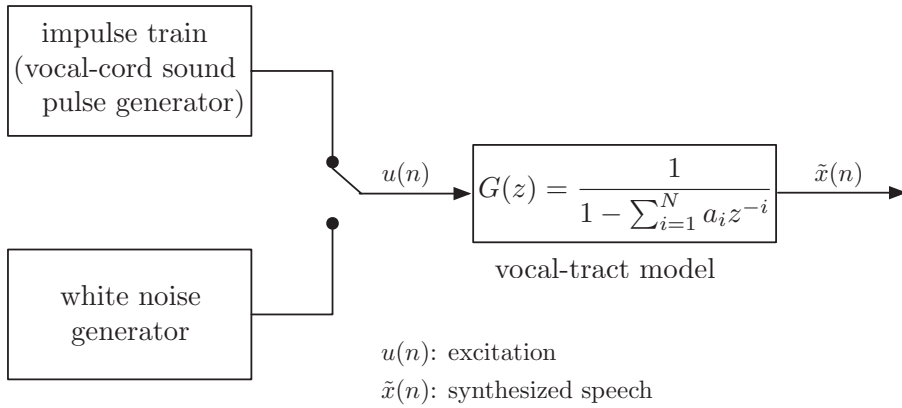 impulse train
(vocal-cord sound
pulse generator)
u(n)
G(z) = 1 / (1 − ∑_{i=1}^{N} a_i z^{−i})
x̃(n)
vocal-tract model
white noise
generator
u(n): excitation
x̃(n): synthesized speech